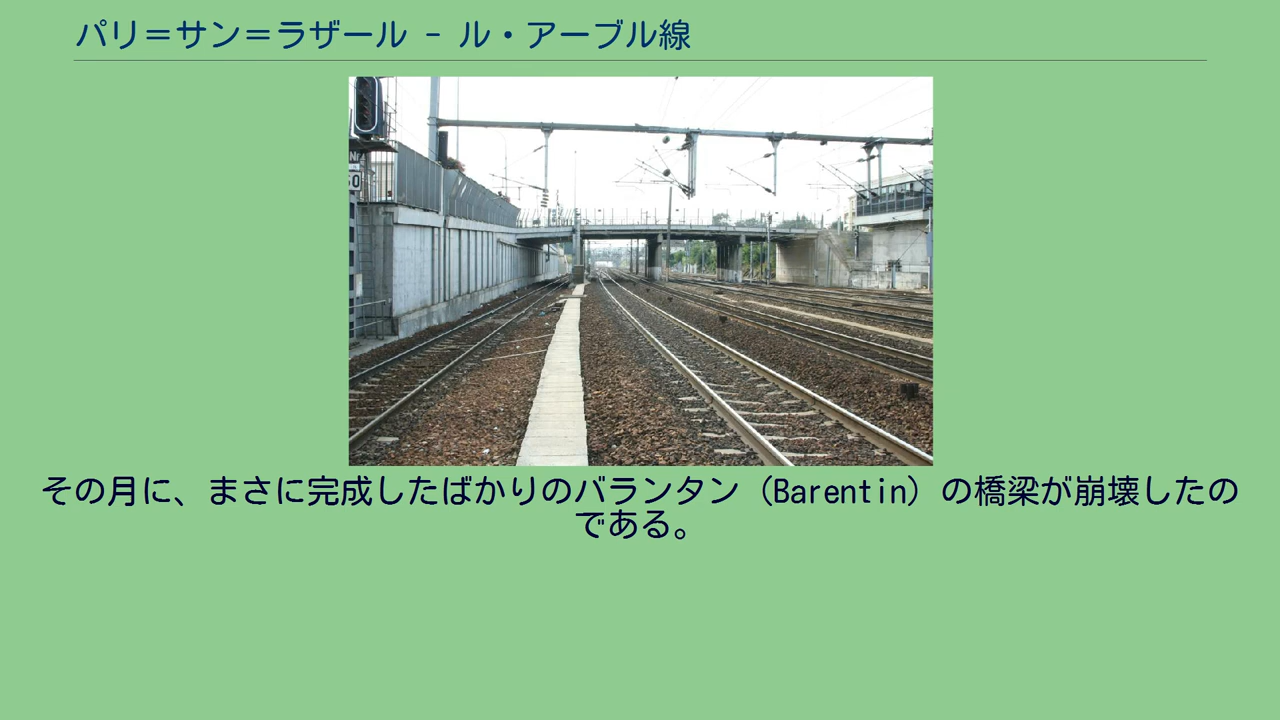 パリ＝サン＝ラザール - ル・アーブル線
その月に、まさに完成したばかりのバランタン（Barentin）の橋梁が崩壊したの
である。